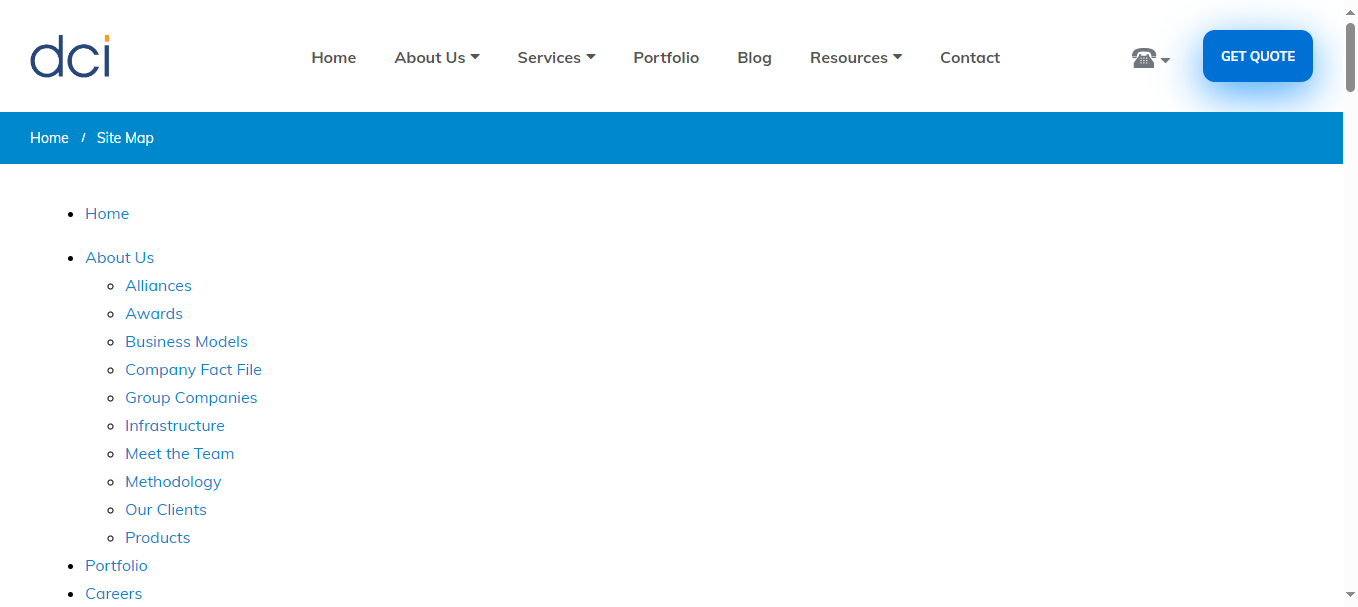 dci
Home About Us Services Portfolio Blog Resources Contact GET QUOTE
Home / Site Map
Home
About Us
Alliances
Awards
Business Models
Company Fact File
Group Companies
Infrastructure
Meet the Team
Methodology
Our Clients
Products
Portfolio
Careers